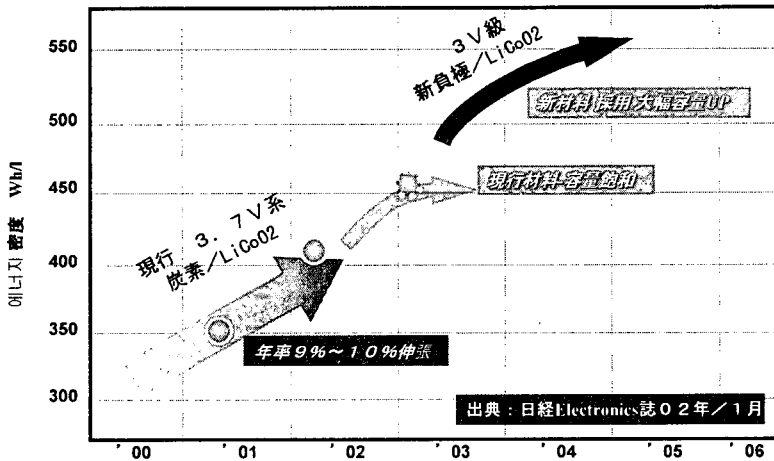 550
500
450
400
350
300
에너지 密度 Wh/l
3V級
新負極/LiCoO2
新材料 採用 大幅容量UP
現行材料 容量飽和
現行 3.7V系
炭素/LiCoO2
年率9%~10%伸張
出典:日経Electronics誌02年/1月
'00
'01
'02
'03
'04
'05
'06